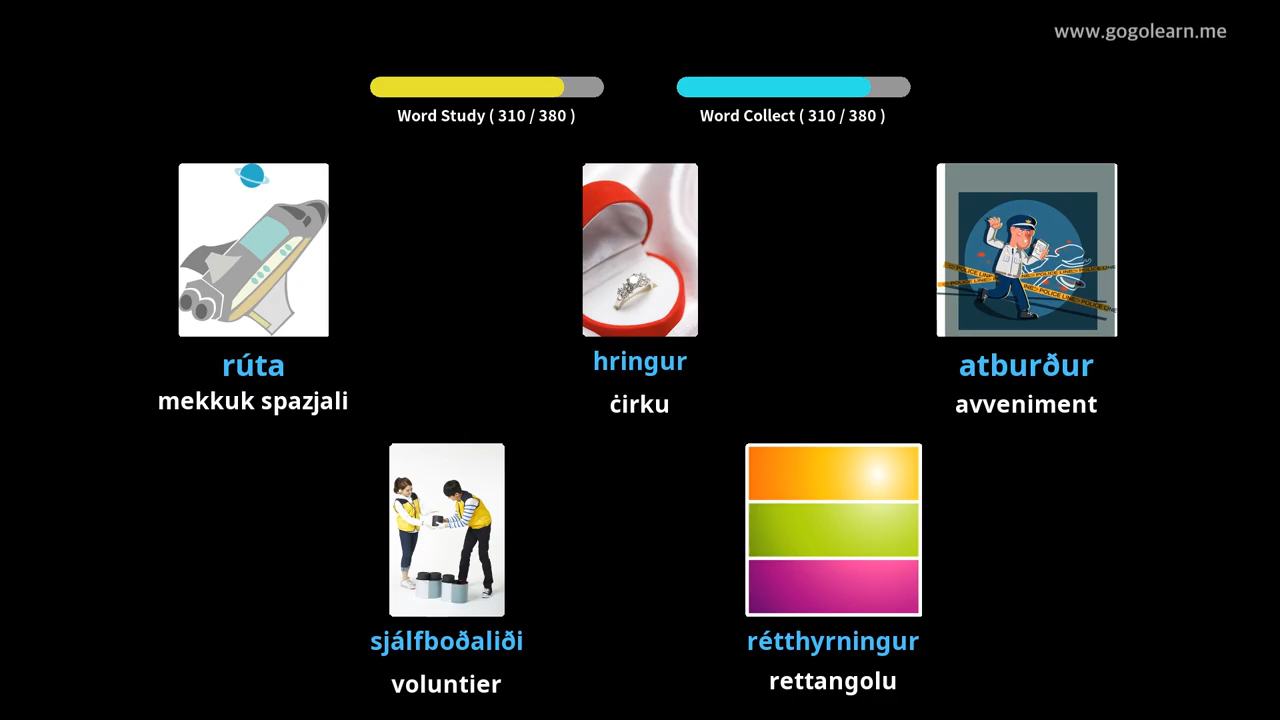 www.gogolearn.me
Word Study ( 310 / 380 )
Word Collect ( 310 / 380 )
rúta
mekkuk spazjali
hringur
ċirku
atburður
avveniment
sjálfboðaliði
voluntier
rétthyrningur
rettangolu